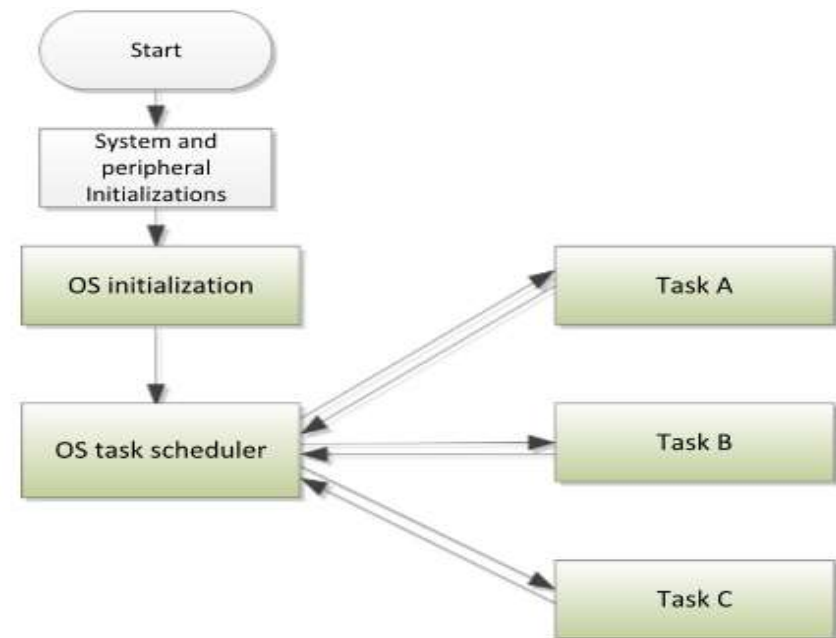 Start
System and
peripheral
Initializations
OS initialization
Task A
OS task scheduler
Task B
Task C